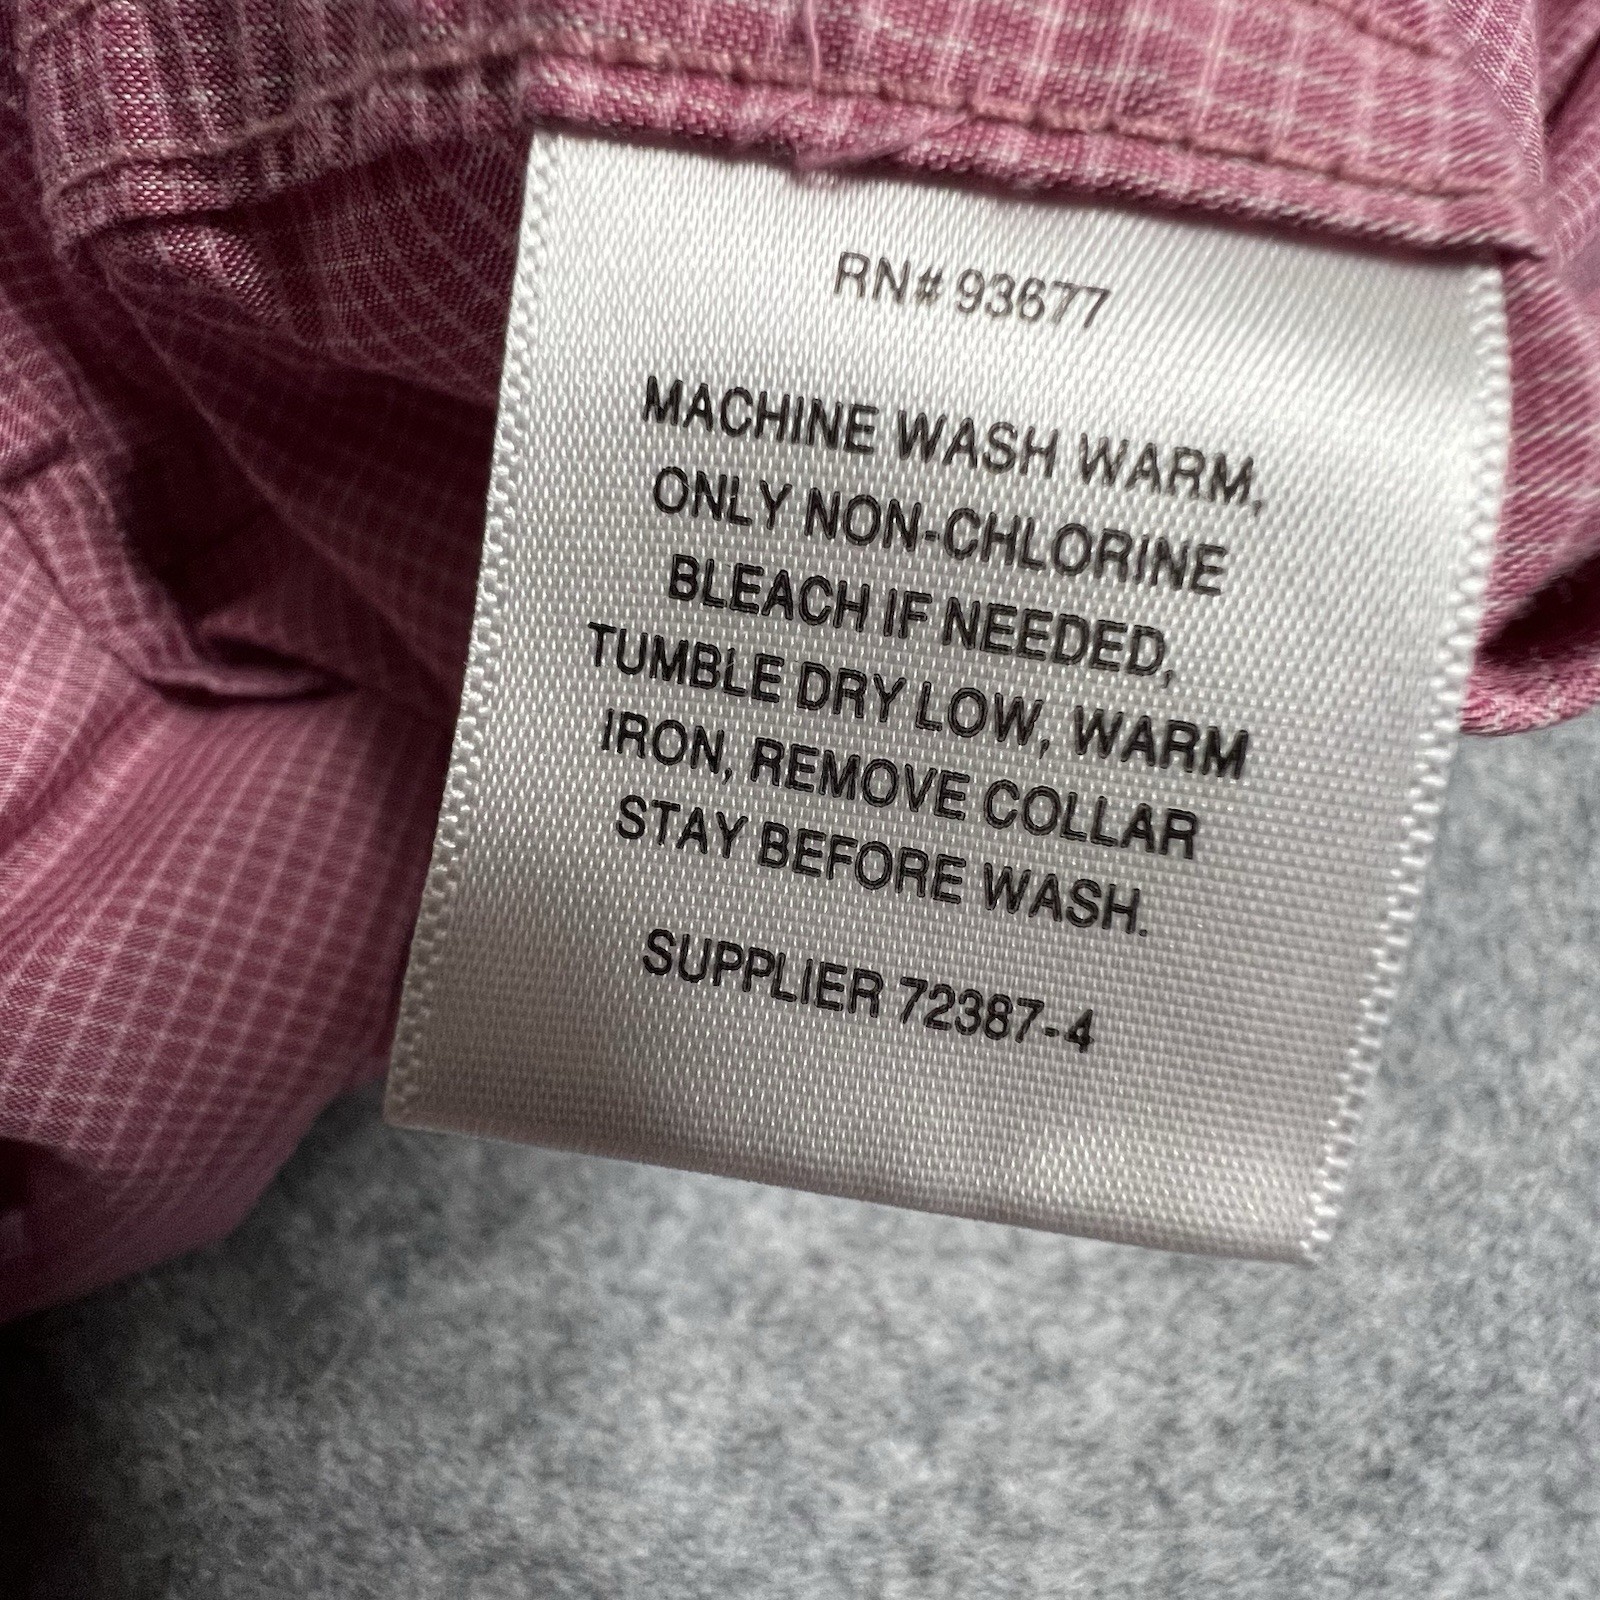 RN# 93677
MACHINE WASH WARM,
ONLY NON-CHLORINE
BLEACH IF NEEDED,
TUMBLE DRY LOW, WARM
IRON, REMOVE COLLAR
STAY BEFORE WASH.
SUPPLIER 72387-4